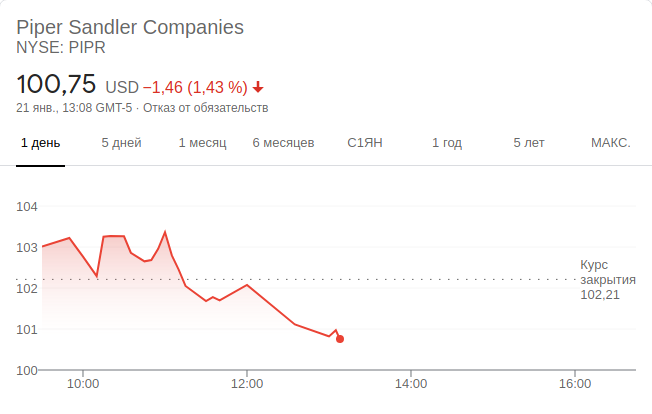 Piper Sandler Companies
NYSE: PIPR
100,75 USD −1,46 (1,43 %)
21 янв., 13:08 GMT-5 · Отказ от обязательств
1 день 5 дней 1 месяц 6 месяцев С1ЯН 1 год 5 лет МАКС.
104
103
Курс
закрытия
102,21
102
101
100
10:00 12:00 14:00 16:00